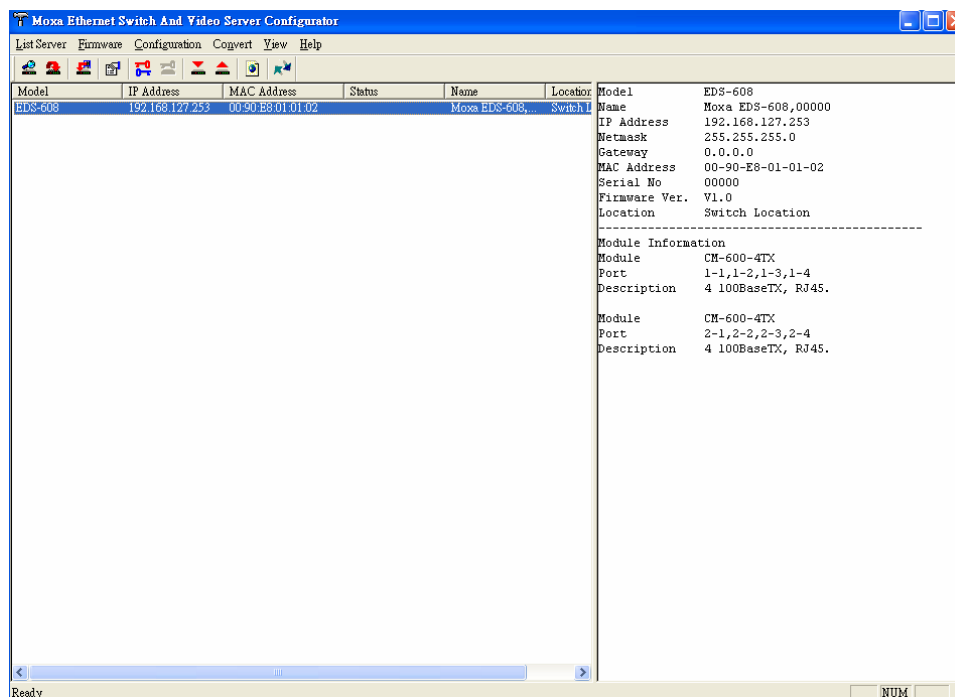 Moxa Ethernet Switch And Video Server Configurator
List Server Firmware Configuration Convert View Help
Model IP Address MAC Address Status Name Location
EDS-608 192.168.127.253 00:90:E8:01:01:02 Moxa EDS-608,... Switch L
Model EDS-608
Name Moxa EDS-608,00000
IP Address 192.168.127.253
Netmask 255.255.255.0
Gateway 0.0.0.0
MAC Address 00-90-E8-01-01-02
Serial No 00000
Firmware Ver. V1.0
Location Switch Location
----------------------------------------------
Module Information
Module CM-600-4TX
Port 1-1,1-2,1-3,1-4
Description 4 100BaseTX, RJ45.
Module CM-600-4TX
Port 2-1,2-2,2-3,2-4
Description 4 100BaseTX, RJ45.
Ready NUM